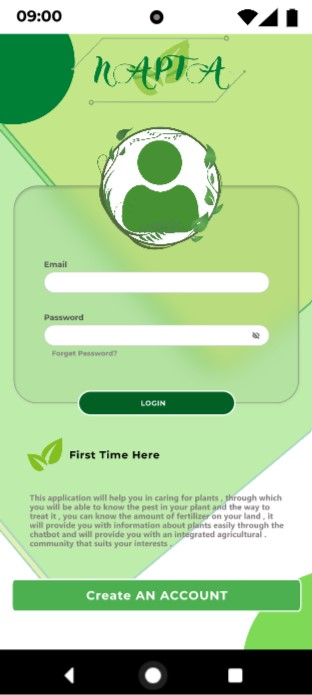 09:00
NAPTA
Email
Password
Forget Password?
LOGIN
First Time Here
This application will help you in caring for plants , through which
you will be able to know the pest in your plant and the way to
treat it , you can know the amount of fertilizer on your land , it
will provide you with information about plants easily through the
chatbot and will provide you with an integrated agricultural .
community that suits your interests .
Create AN ACCOUNT